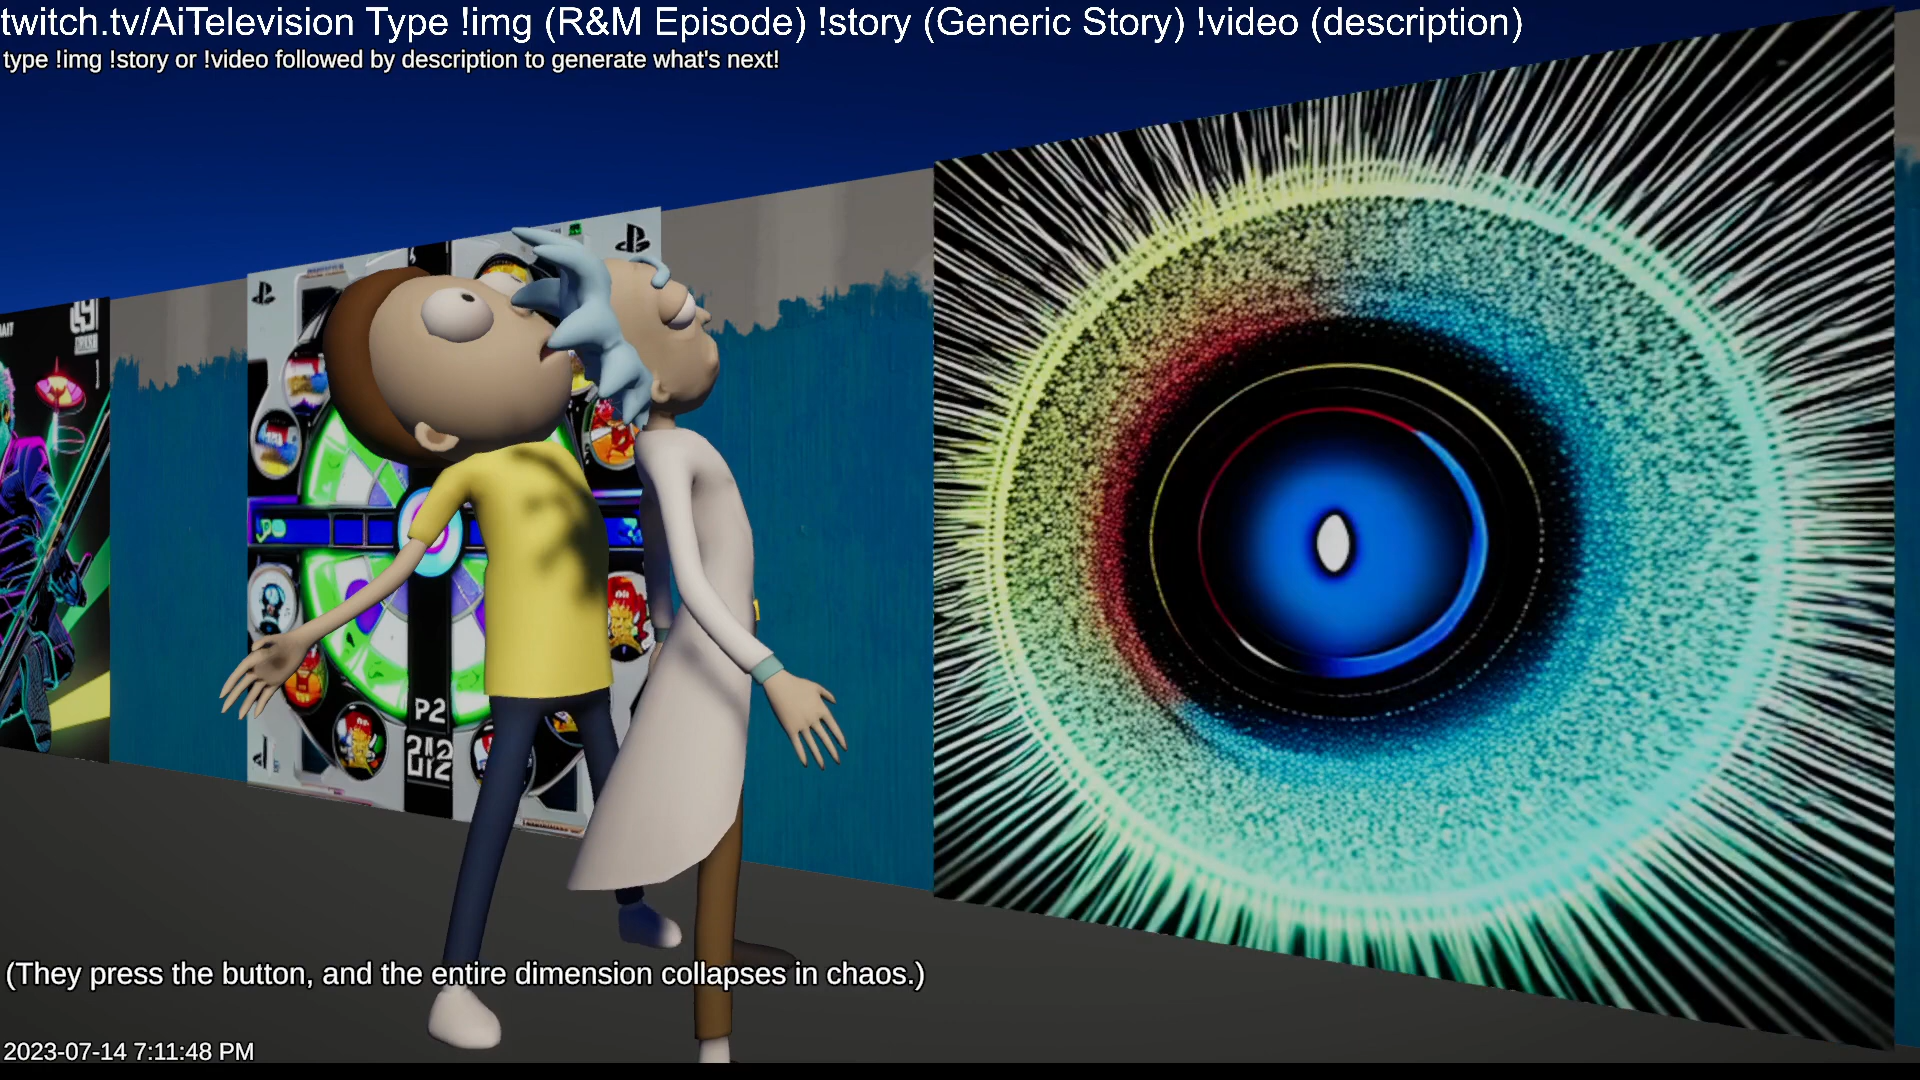 twitch.tv/AiTelevision Type !img (R&M Episode) !story (Generic Story) !video (description)
type !img !story or !video followed by description to generate what's next!
P2
(They press the button, and the entire dimension collapses in chaos.)
2023-07-14 7:11:48 PM